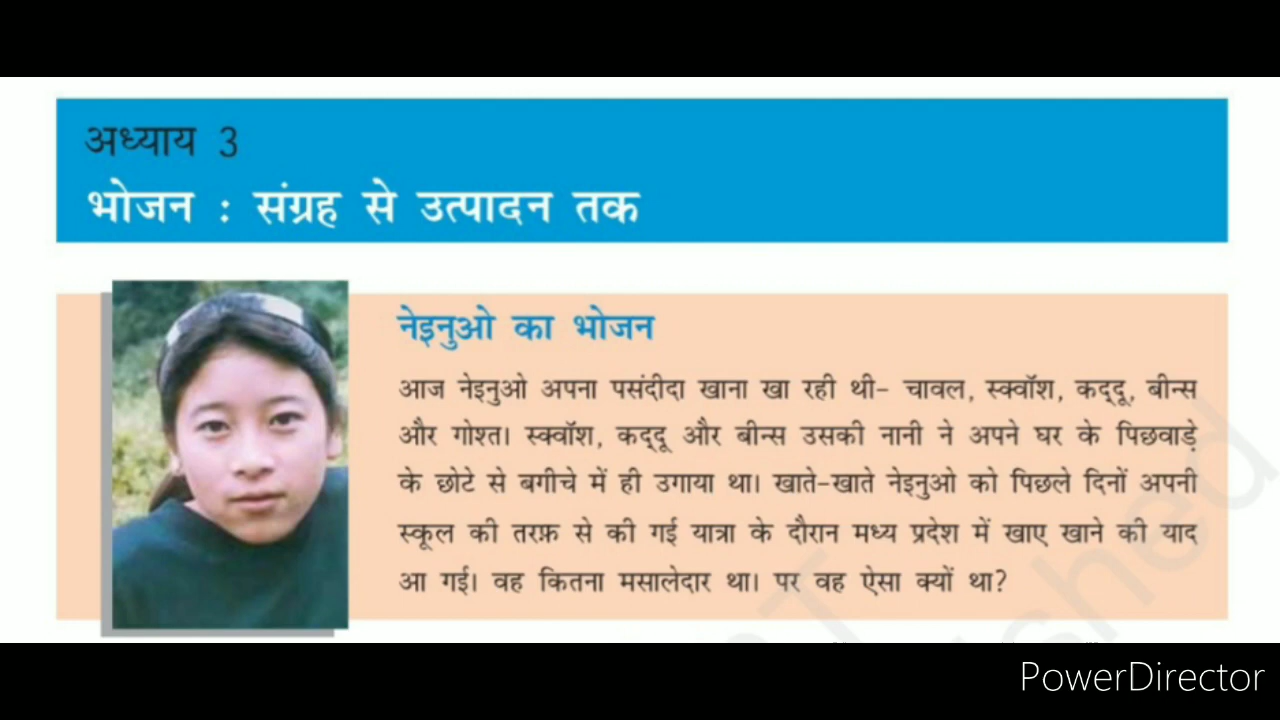 अध्याय 3
भोजन : संग्रह से उत्पादन तक
नेइनुओ का भोजन
आज नेइनुओ अपना पसंदीदा खाना खा रही थी- चावल, स्क्वॉश, कद्दू, बीन्स
और गोश्त। स्क्वॉश, कद्दू और बीन्स उसकी नानी ने अपने घर के पिछवाड़े
के छोटे से बगीचे में ही उगाया था। खाते-खाते नेइनुओ को पिछले दिनों अपनी
स्कूल की तरफ़ से की गई यात्रा के दौरान मध्य प्रदेश में खाए खाने की याद
आ गई। वह कितना मसालेदार था। पर वह ऐसा क्यों था?
PowerDirector